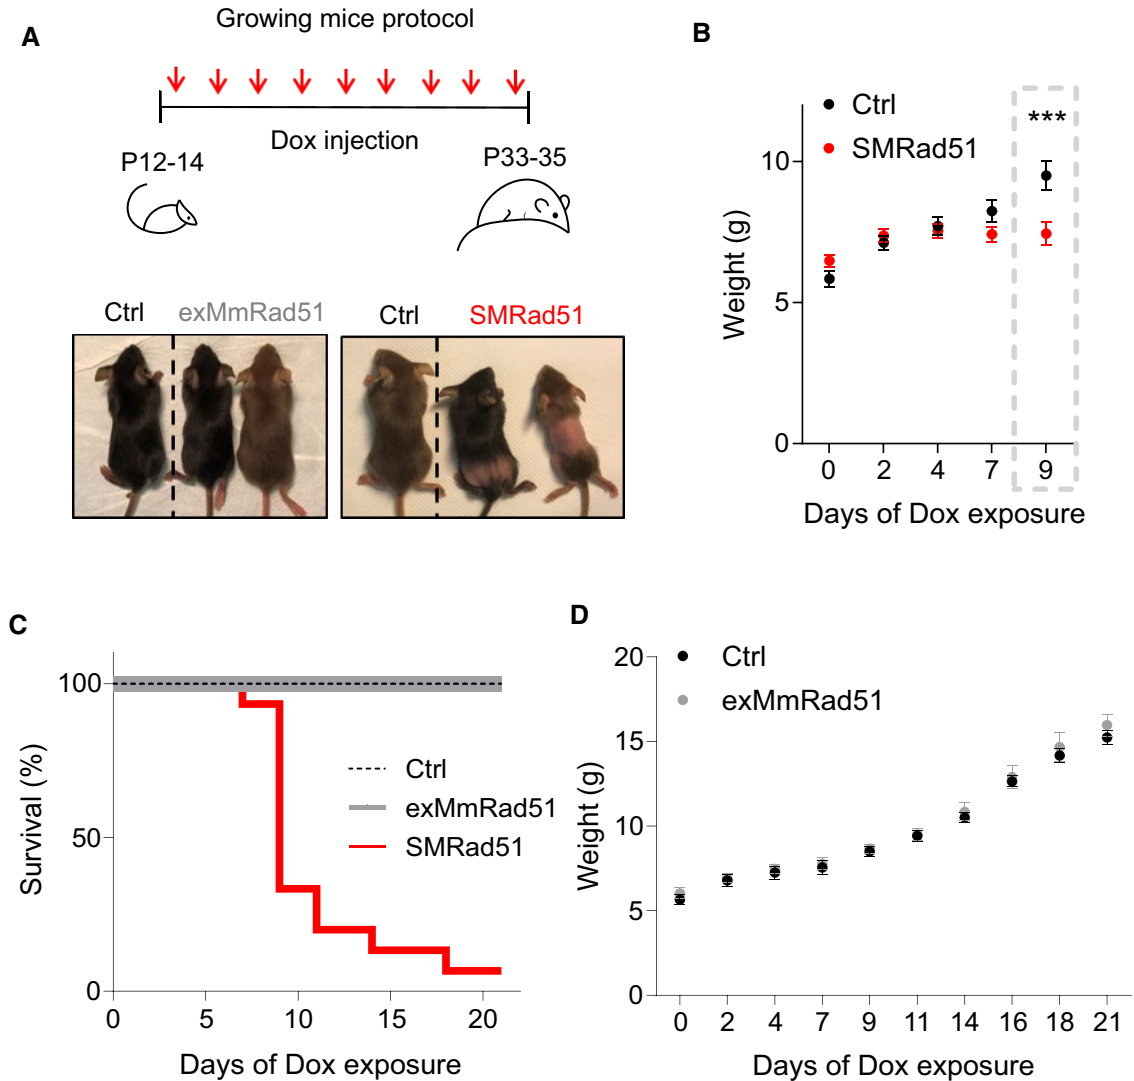 A
Growing mice protocol
Dox injection
P12-14
P33-35
Ctrl
exMmRad51
Ctrl
SMRad51
B
Ctrl
SMRad51
***
10
5
0
Weight (g)
0 2 4 7 9
Days of Dox exposure
C
100
50
0
Survival (%)
Ctrl
exMmRad51
SMRad51
0 5 10 15 20
Days of Dox exposure
D
Ctrl
exMmRad51
20
15
10
5
0
Weight (g)
0 2 4 7 9 11 14 16 18 21
Days of Dox exposure